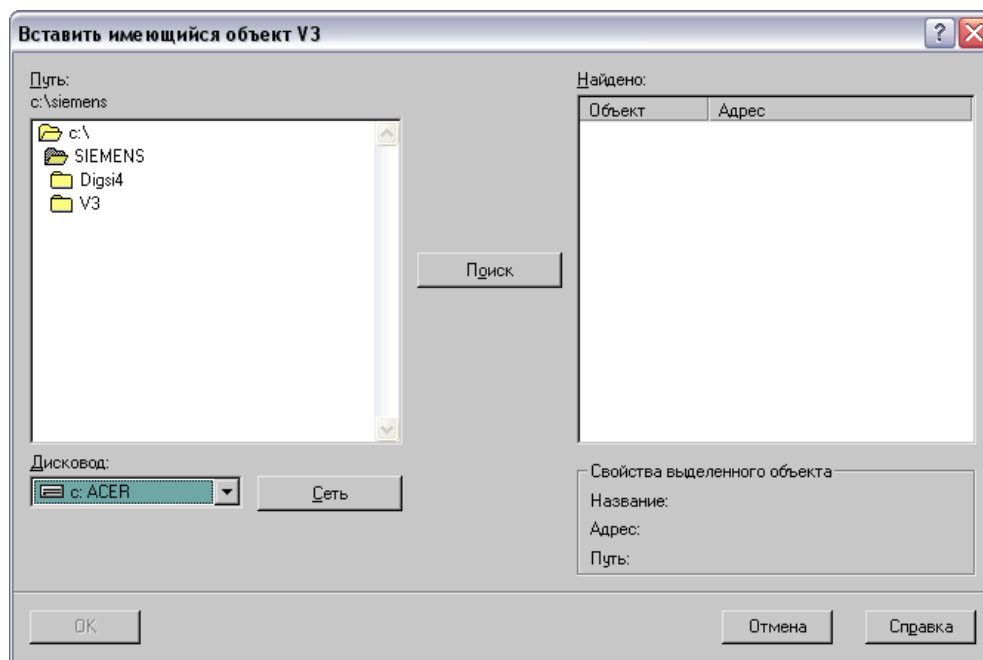 Вставить имеющийся объект V3
Путь:
c:\siemens
c:\
SIEMENS
Digsi4
V3
Поиск
Найдено:
Объект Адрес
Дисковод:
c: ACER
Сеть
Свойства выделенного объекта
Название:
Адрес:
Путь:
OK
Отмена
Справка